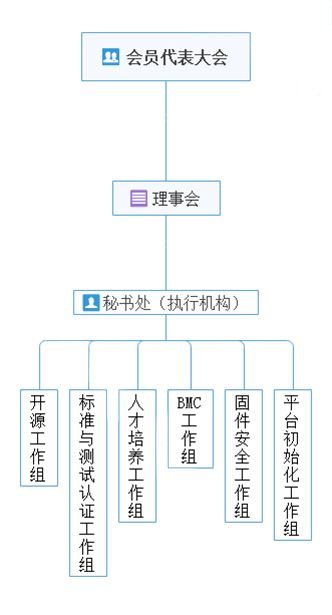 会员代表大会
理事会
秘书处（执行机构）
开源工作组
标准与测试认证工作组
人才培养工作组
BMC工作组
固件安全工作组
平台初始化工作组